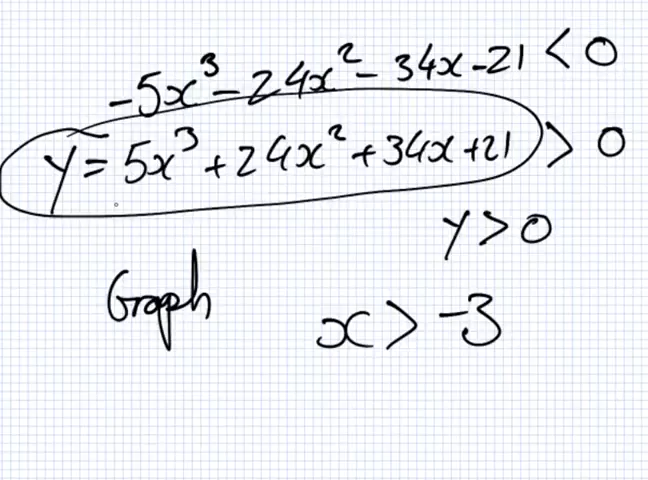 -5x³ - 24x² - 34x - 21 < 0
y = 5x³ + 24x² + 34x + 21 > 0
y > 0
Graph
x > -3